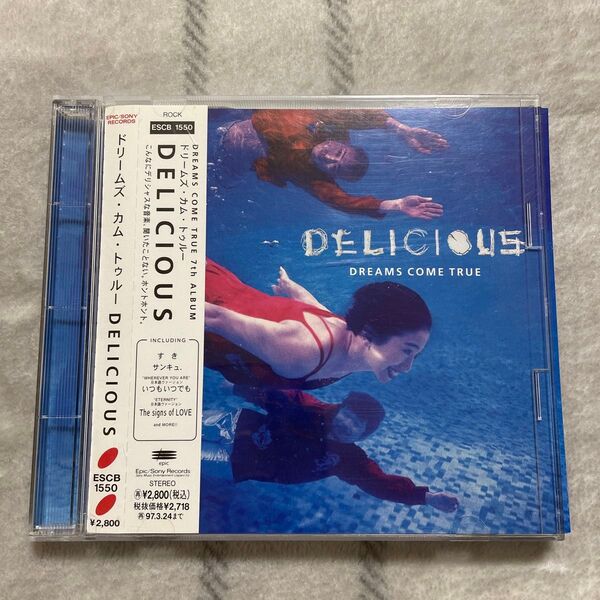 EPIC/SONY
RECORDS
ドリームズ・カム・トゥルー DELICIOUS
ESCB
1550
¥2,800
ROCK
ESCB 1550
DREAMS COME TRUE 7th ALBUM
ドリームズ・カム・トゥルー
DELICIOUS
こんなにデリシャスな音楽、聞いたことない。ホントホント。
INCLUDING
すき
サンキュ.
"WHEREVER YOU ARE"
日本語ヴァージョン
いつもいつでも
"ETERNITY"
日本語ヴァージョン
The signs of LOVE
and MORE!!
epic
Epic/Sony Records
STEREO
再¥2,800(税込)
税抜価格¥2,718
再97.3.24まで
DELICIOUS
DREAMS COME TRUE